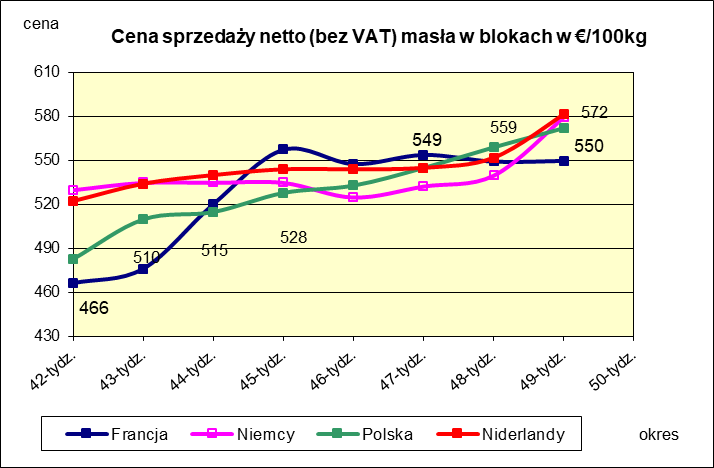 cena
Cena sprzedaży netto (bez VAT) masła w blokach w €/100kg
610
580
550
520
490
460
430
572
559
549
550
528
515
510
466
42-tydz.
43-tydz.
44-tydz.
45-tydz.
46-tydz.
47-tydz.
48-tydz.
49-tydz.
50-tydz.
Francja Niemcy Polska Niderlandy
okres